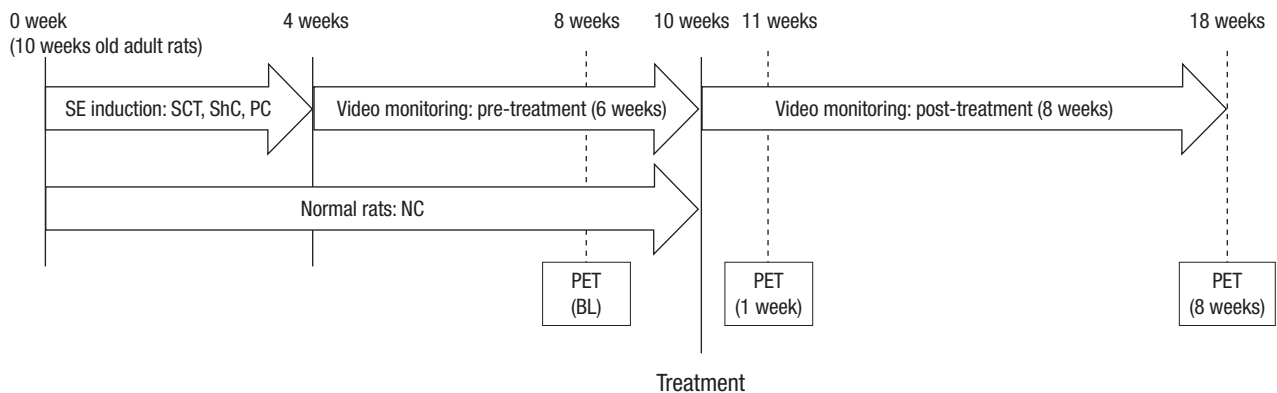 0 week
(10 weeks old adult rats)
4 weeks
8 weeks
10 weeks
11 weeks
18 weeks
SE induction: SCT, ShC, PC
Video monitoring: pre-treatment (6 weeks)
Video monitoring: post-treatment (8 weeks)
Normal rats: NC
PET
(BL)
PET
(1 week)
PET
(8 weeks)
Treatment